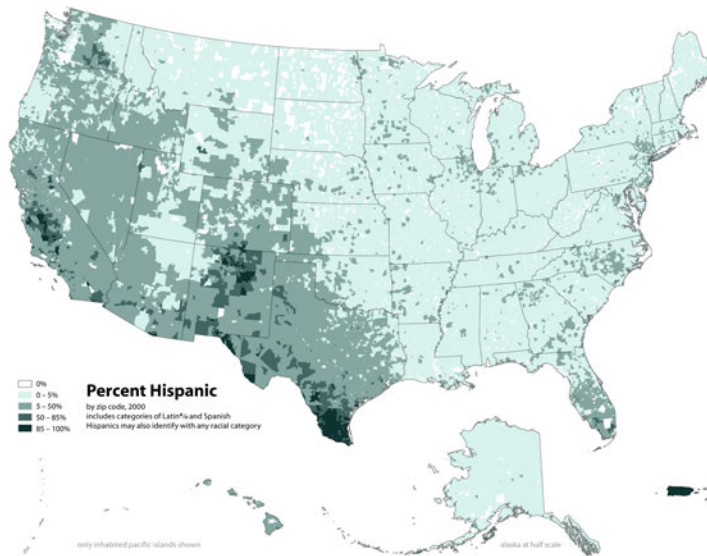 0%
0 – 5%
5 – 50%
50 – 85%
85 – 100%
Percent Hispanic
by zip code, 2000
includes categories of Latinº/a and Spanish
Hispanics may also identify with any racial category
only inhabited pacific islands shown
alaska at half scale